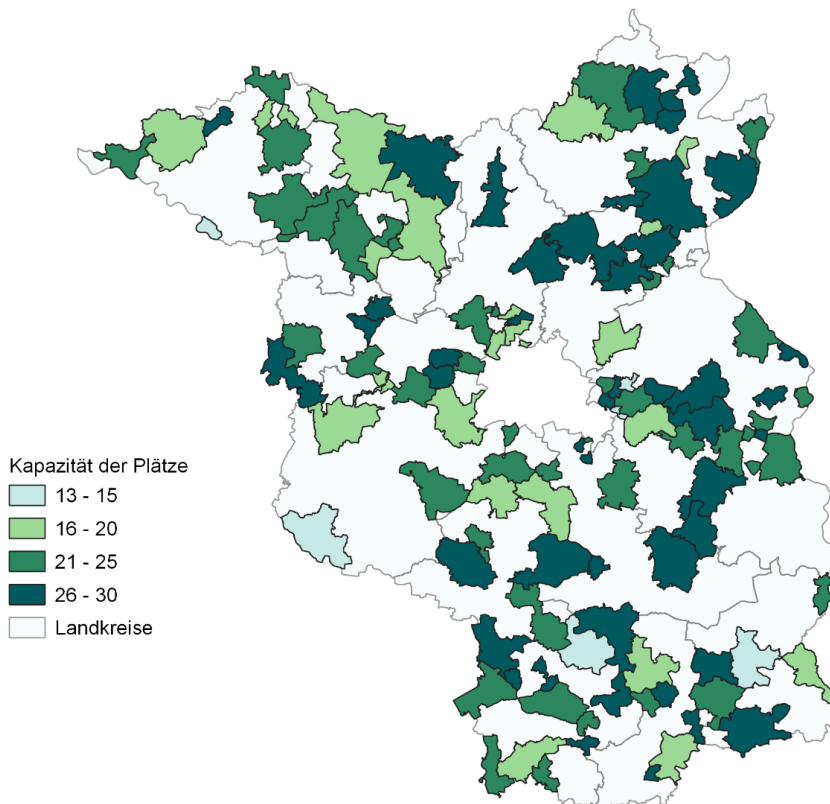 Kapazität der Plätze
13 - 15
16 - 20
21 - 25
26 - 30
Landkreise